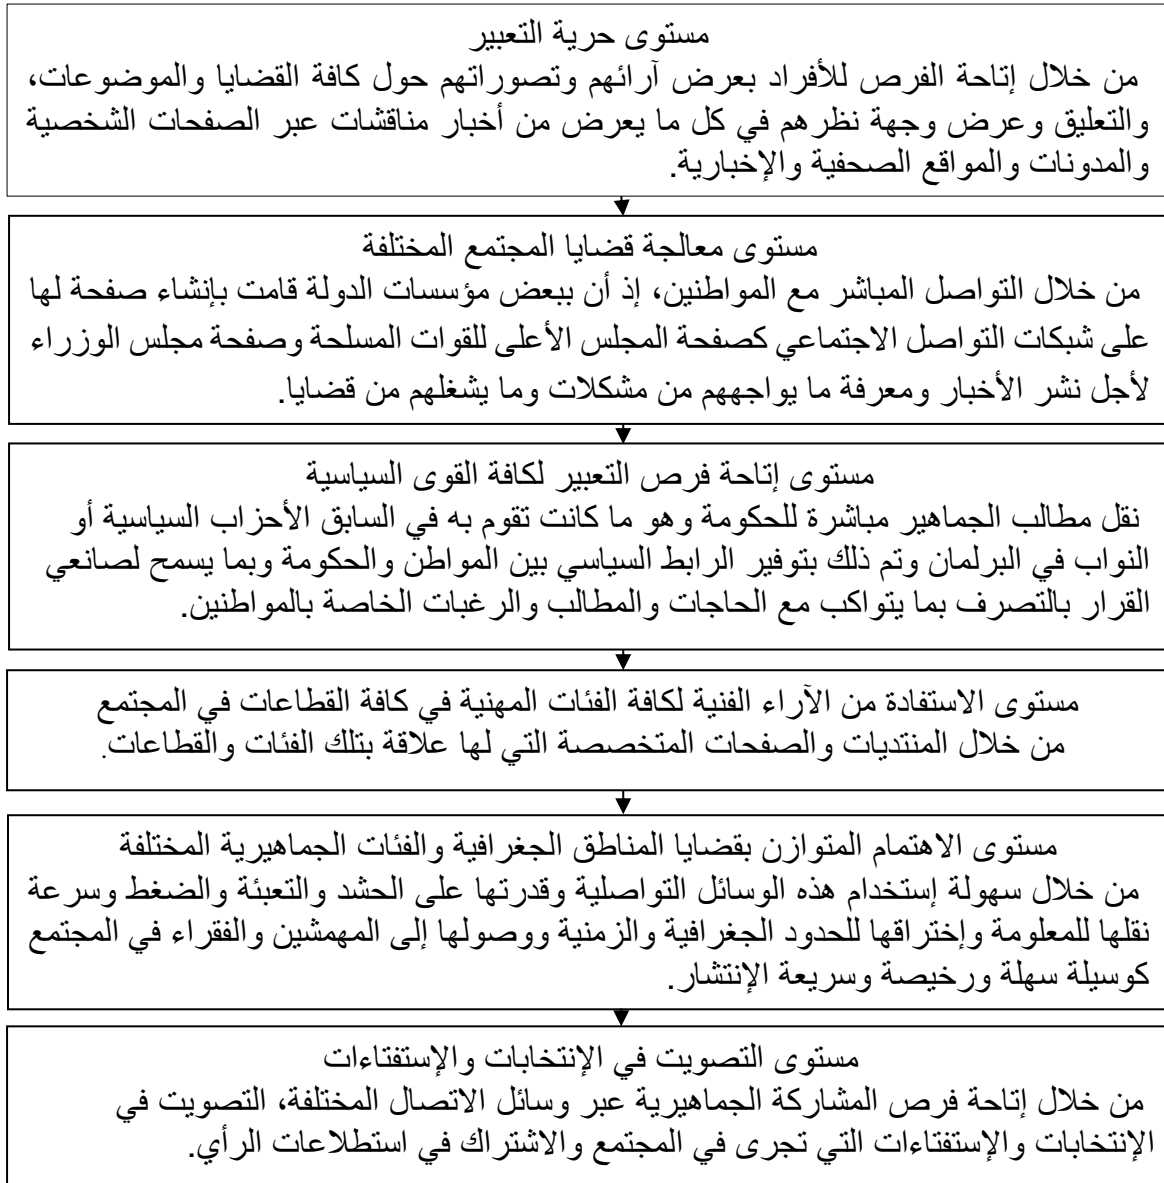 مستوى حرية التعبير
من خلال إتاحة الفرص للأفراد بعرض آرائهم وتصوراتهم حول كافة القضايا والموضوعات،
والتعليق وعرض وجهة نظرهم في كل ما يعرض من أخبار مناقشات عبر الصفحات الشخصية
والمدونات والمواقع الصحفية والإخبارية.
مستوى معالجة قضايا المجتمع المختلفة
من خلال التواصل المباشر مع المواطنين، إذ أن ببعض مؤسسات الدولة قامت بإنشاء صفحة لها
على شبكات التواصل الاجتماعي كصفحة المجلس الأعلى للقوات المسلحة وصفحة مجلس الوزراء
لأجل نشر الأخبار ومعرفة ما يواجههم من مشكلات وما يشغلهم من قضايا.
مستوى إتاحة فرص التعبير لكافة القوى السياسية
نقل مطالب الجماهير مباشرة للحكومة وهو ما كانت تقوم به في السابق الأحزاب السياسية أو
النواب في البرلمان وتم ذلك بتوفير الرابط السياسي بين المواطن والحكومة وبما يسمح لصانعي
القرار بالتصرف بما يتواكب مع الحاجات والمطالب والرغبات الخاصة بالمواطنين.
مستوى الاستفادة من الآراء الفنية لكافة الفئات المهنية في كافة القطاعات في المجتمع
من خلال المنتديات والصفحات المتخصصة التي لها علاقة بتلك الفئات والقطاعات.
مستوى الاهتمام المتوازن بقضايا المناطق الجغرافية والفئات الجماهيرية المختلفة
من خلال سهولة إستخدام هذه الوسائل التواصلية وقدرتها على الحشد والتعبئة والضغط وسرعة
نقلها للمعلومة وإختراقها للحدود الجغرافية والزمنية ووصولها إلى المهمشين والفقراء في المجتمع
كوسيلة سهلة ورخيصة وسريعة الإنتشار.
مستوى التصويت في الإنتخابات والإستفتاءات
من خلال إتاحة فرص المشاركة الجماهيرية عبر وسائل الاتصال المختلفة، التصويت في
الإنتخابات والإستفتاءات التي تجرى في المجتمع والاشتراك في استطلاعات الرأي.